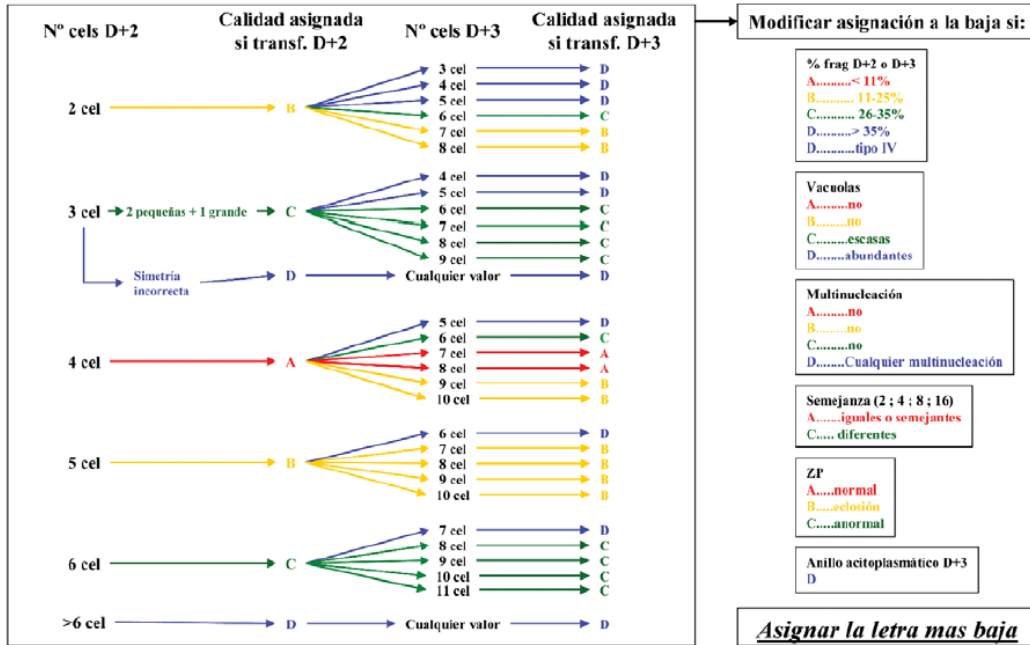 Nº cels D+2
Calidad asignada
si transf. D+2
Nº cels D+3
Calidad asignada
si transf. D+3
2 cel
B
3 cel
D
4 cel
D
5 cel
D
6 cel
C
7 cel
B
8 cel
B
3 cel
2 pequeñas + 1 grande
C
4 cel
D
5 cel
D
6 cel
C
7 cel
C
8 cel
C
9 cel
C
Simetría
incorrecta
D
Cualquier valor
D
4 cel
A
5 cel
D
6 cel
C
7 cel
A
8 cel
A
9 cel
B
10 cel
B
5 cel
B
6 cel
D
7 cel
B
8 cel
B
9 cel
B
10 cel
B
6 cel
C
7 cel
D
8 cel
C
9 cel
C
10 cel
C
11 cel
C
>6 cel
D
Cualquier valor
D
Modificar asignación a la baja si:
% frag D+2 o D+3
A..........< 11%
B........... 11-25%
C........... 26-35%
D...........> 35%
D...........tipo IV
Vacuolas
A.........no
B.........no
C.........escasas
D.........abundantes
Multinucleación
A.........no
B.........no
C.........no
D........Cualquier multinucleación
Semejanza (2 ; 4 ; 8 ; 16)
A.......iguales o semejantes
C..... diferentes
ZP
A.....normal
B.....eclosión
C.....anormal
Anillo acitoplasmático D+3
D
Asignar la letra mas baja